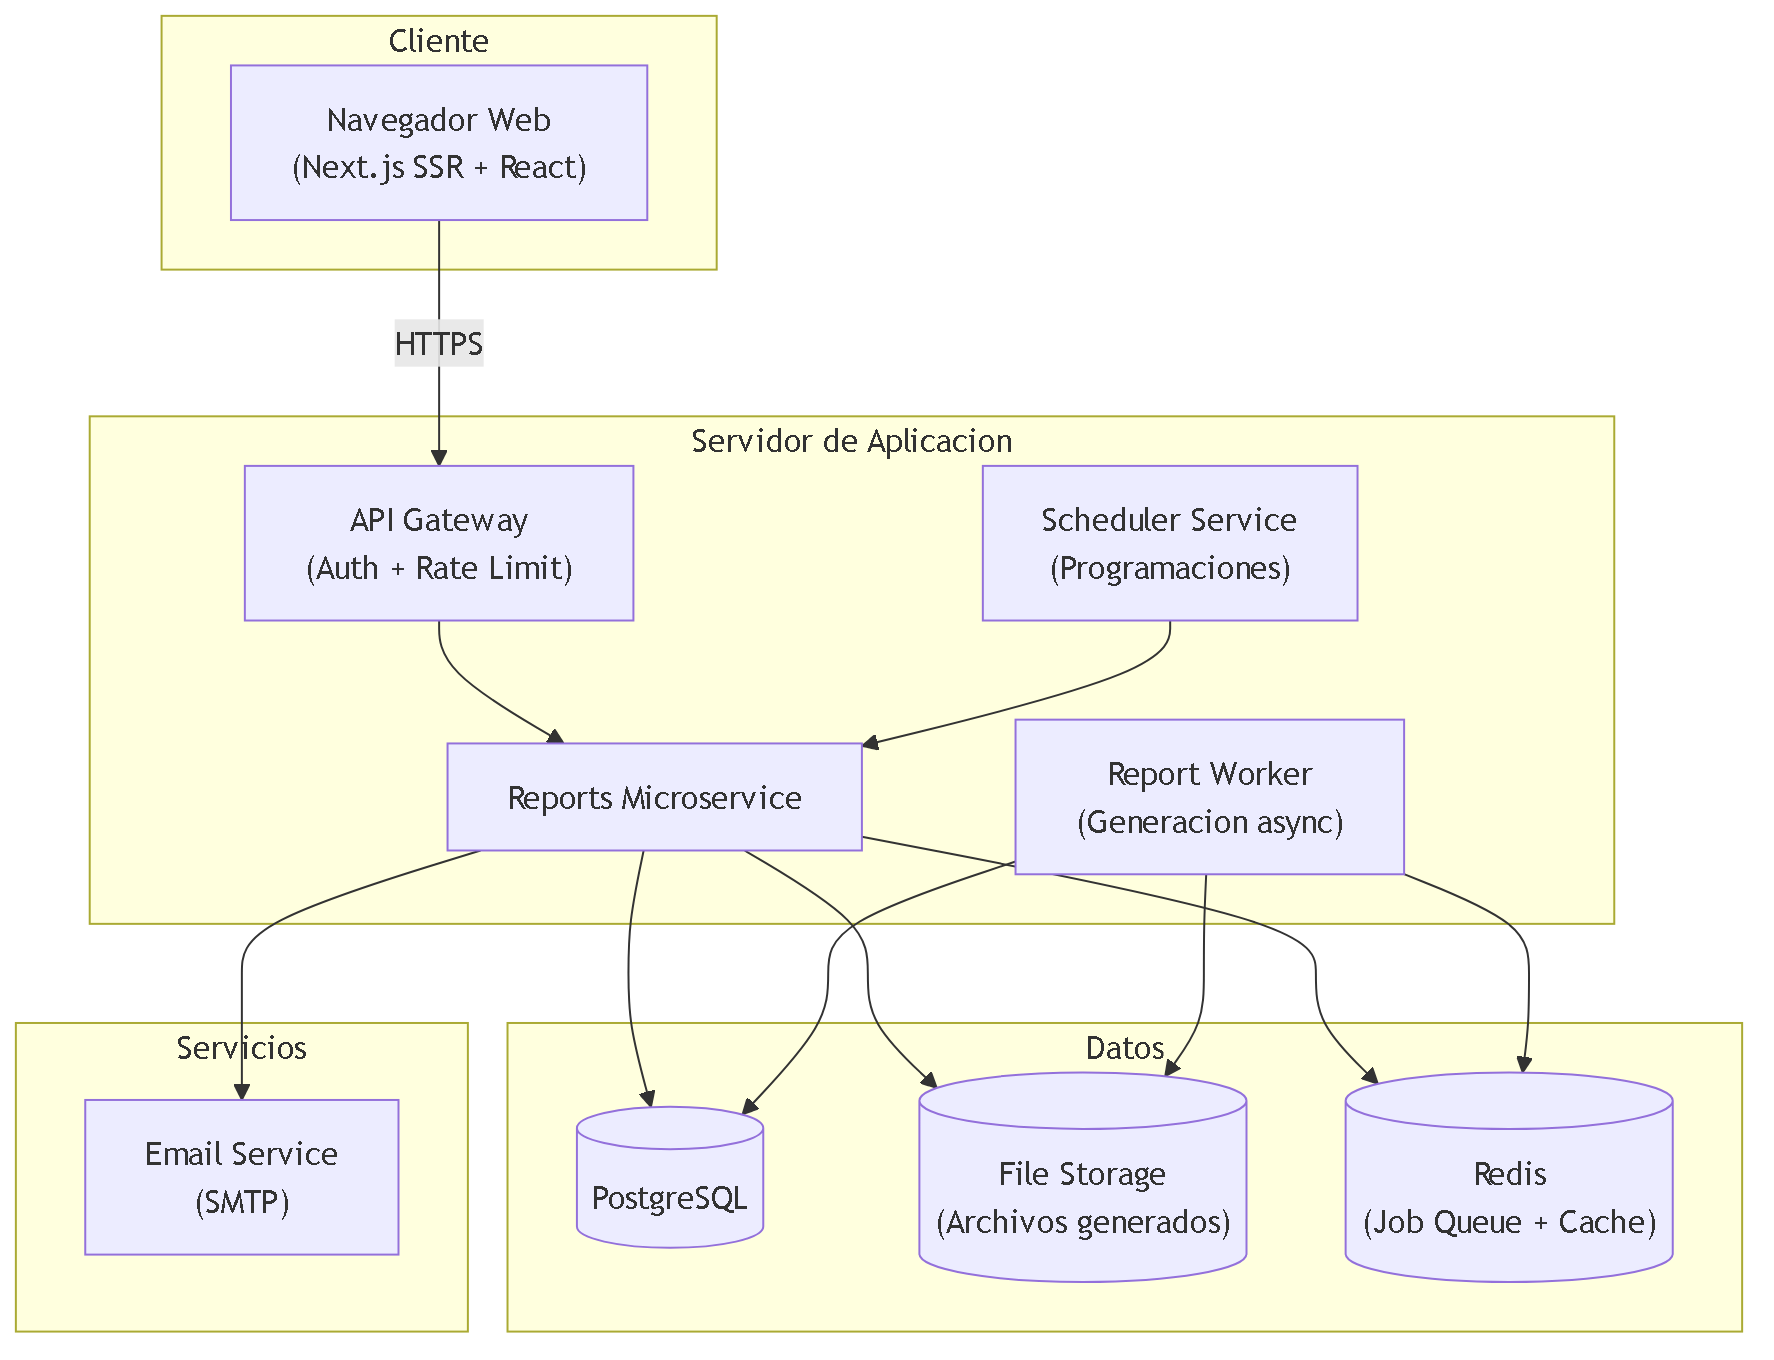 Cliente
Navegador Web
(Next.js SSR + React)
HTTPS
Servidor de Aplicacion
API Gateway
(Auth + Rate Limit)
Scheduler Service
(Programaciones)
Reports Microservice
Report Worker
(Generacion async)
Servicios
Email Service
(SMTP)
Datos
PostgreSQL
File Storage
(Archivos generados)
Redis
(Job Queue + Cache)